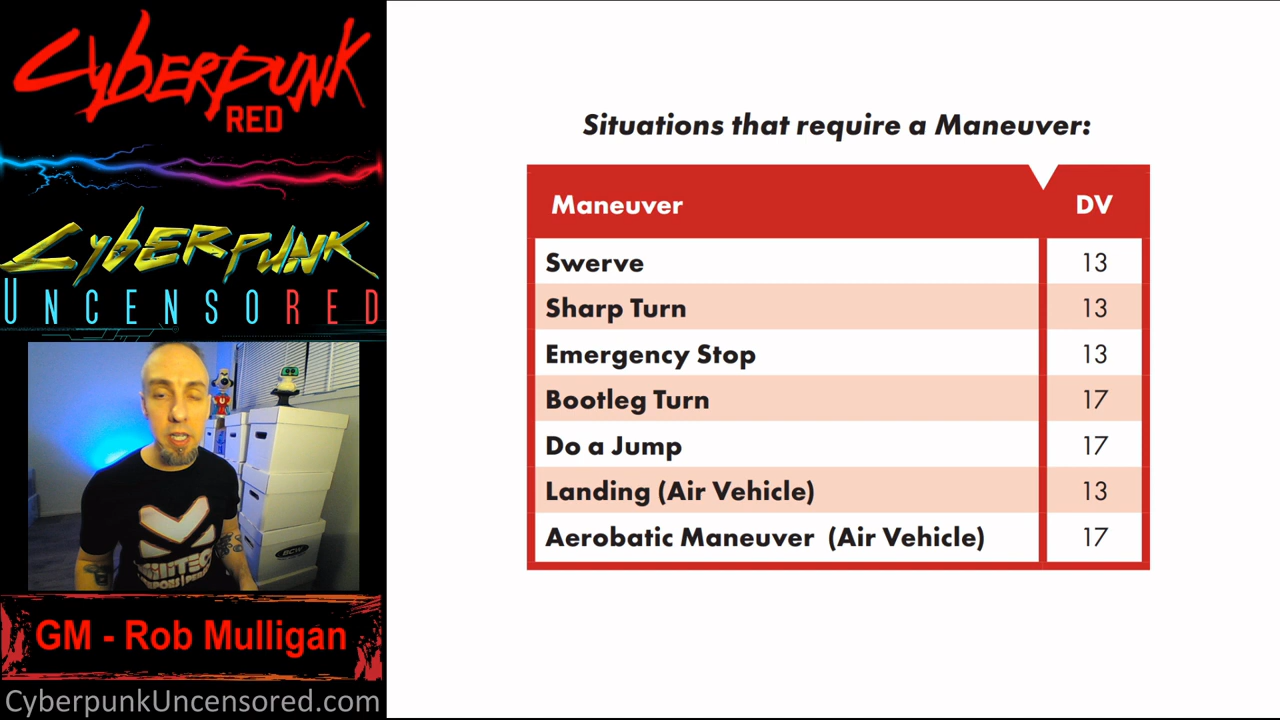 Cyberpunk
RED
Cyberpunk
UNCENSORED
BCW
GM - Rob Mulligan
CyberpunkUncensored.com
Situations that require a Maneuver:
Maneuver DV
Swerve 13
Sharp Turn 13
Emergency Stop 13
Bootleg Turn 17
Do a Jump 17
Landing (Air Vehicle) 13
Aerobatic Maneuver (Air Vehicle) 17